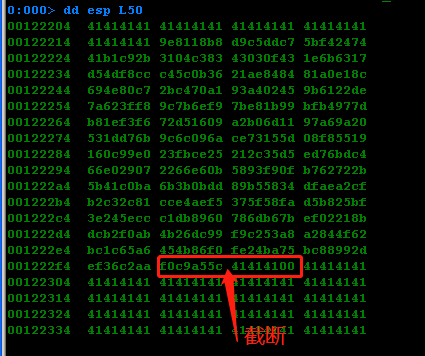 0:000> dd esp L50
00122204 41414141 41414141 41414141 41414141
00122214 41414141 9e8118b8 d9c5ddc7 5bf42474
00122224 41b1c92b 3104c383 43030f43 1e6b6317
00122234 d54df8cc c45c0b36 21ae8484 81a0e18c
00122244 694e80c7 2bc470a1 93a40249 9b6122de
00122254 7a623ff8 9c7b6ef9 7be81b99 bfb4977d
00122264 b81ef3f6 72d51609 a2b06d11 97a69a20
00122274 531dd76b 9c6c096a ce73155d 08f85519
00122284 160c99e0 23fbce25 212c35d5 ed76bdc4
00122294 66e02907 2266e60b 5893f90f b762722b
001222a4 5b41c0ba 6b3b0bdd 89b55834 dfaea2cf
001222b4 b2c32c81 cce4aef5 375f58fa d5b825bf
001222c4 3e245ecc c1db8960 786db67b ef02218b
001222d4 dcb2f0ab 4b26dc99 f9c253a8 a2844f62
001222e4 bc1c65a6 454b86f0 fe24ba75 bc88992d
001222f4 ef36c2aa f0c9a55c 41414100 41414141
00122304 41414141 41414141 41414141 41414141
00122314 41414141 41414141 41414141 41414141
00122324 41414141 41414141 41414141 41414141
00122334 41414141 41414141 41414141 41414141
截断